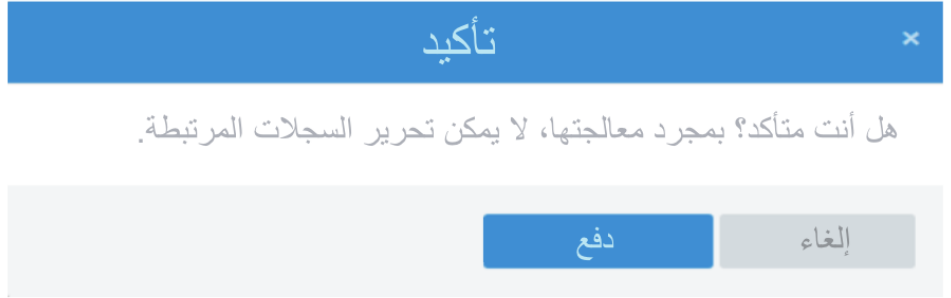 تأكيد
×
هل أنت متأكد؟ بمجرد معالجتها، لا يمكن تحرير السجلات المرتبطة.
إلغاء
دفع